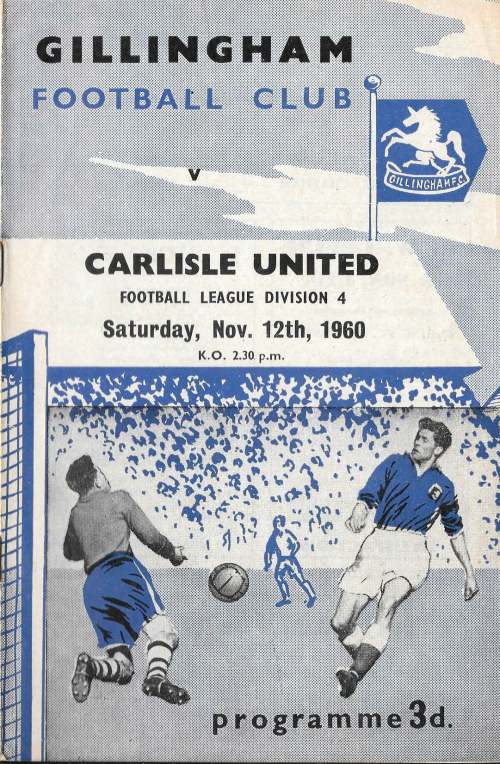 GILLINGHAM
FOOTBALL CLUB
GILLINGHAM F.C.
v
CARLISLE UNITED
FOOTBALL LEAGUE DIVISION 4
Saturday, Nov. 12th, 1960
K.O. 2.30 p.m.
programme 3d.